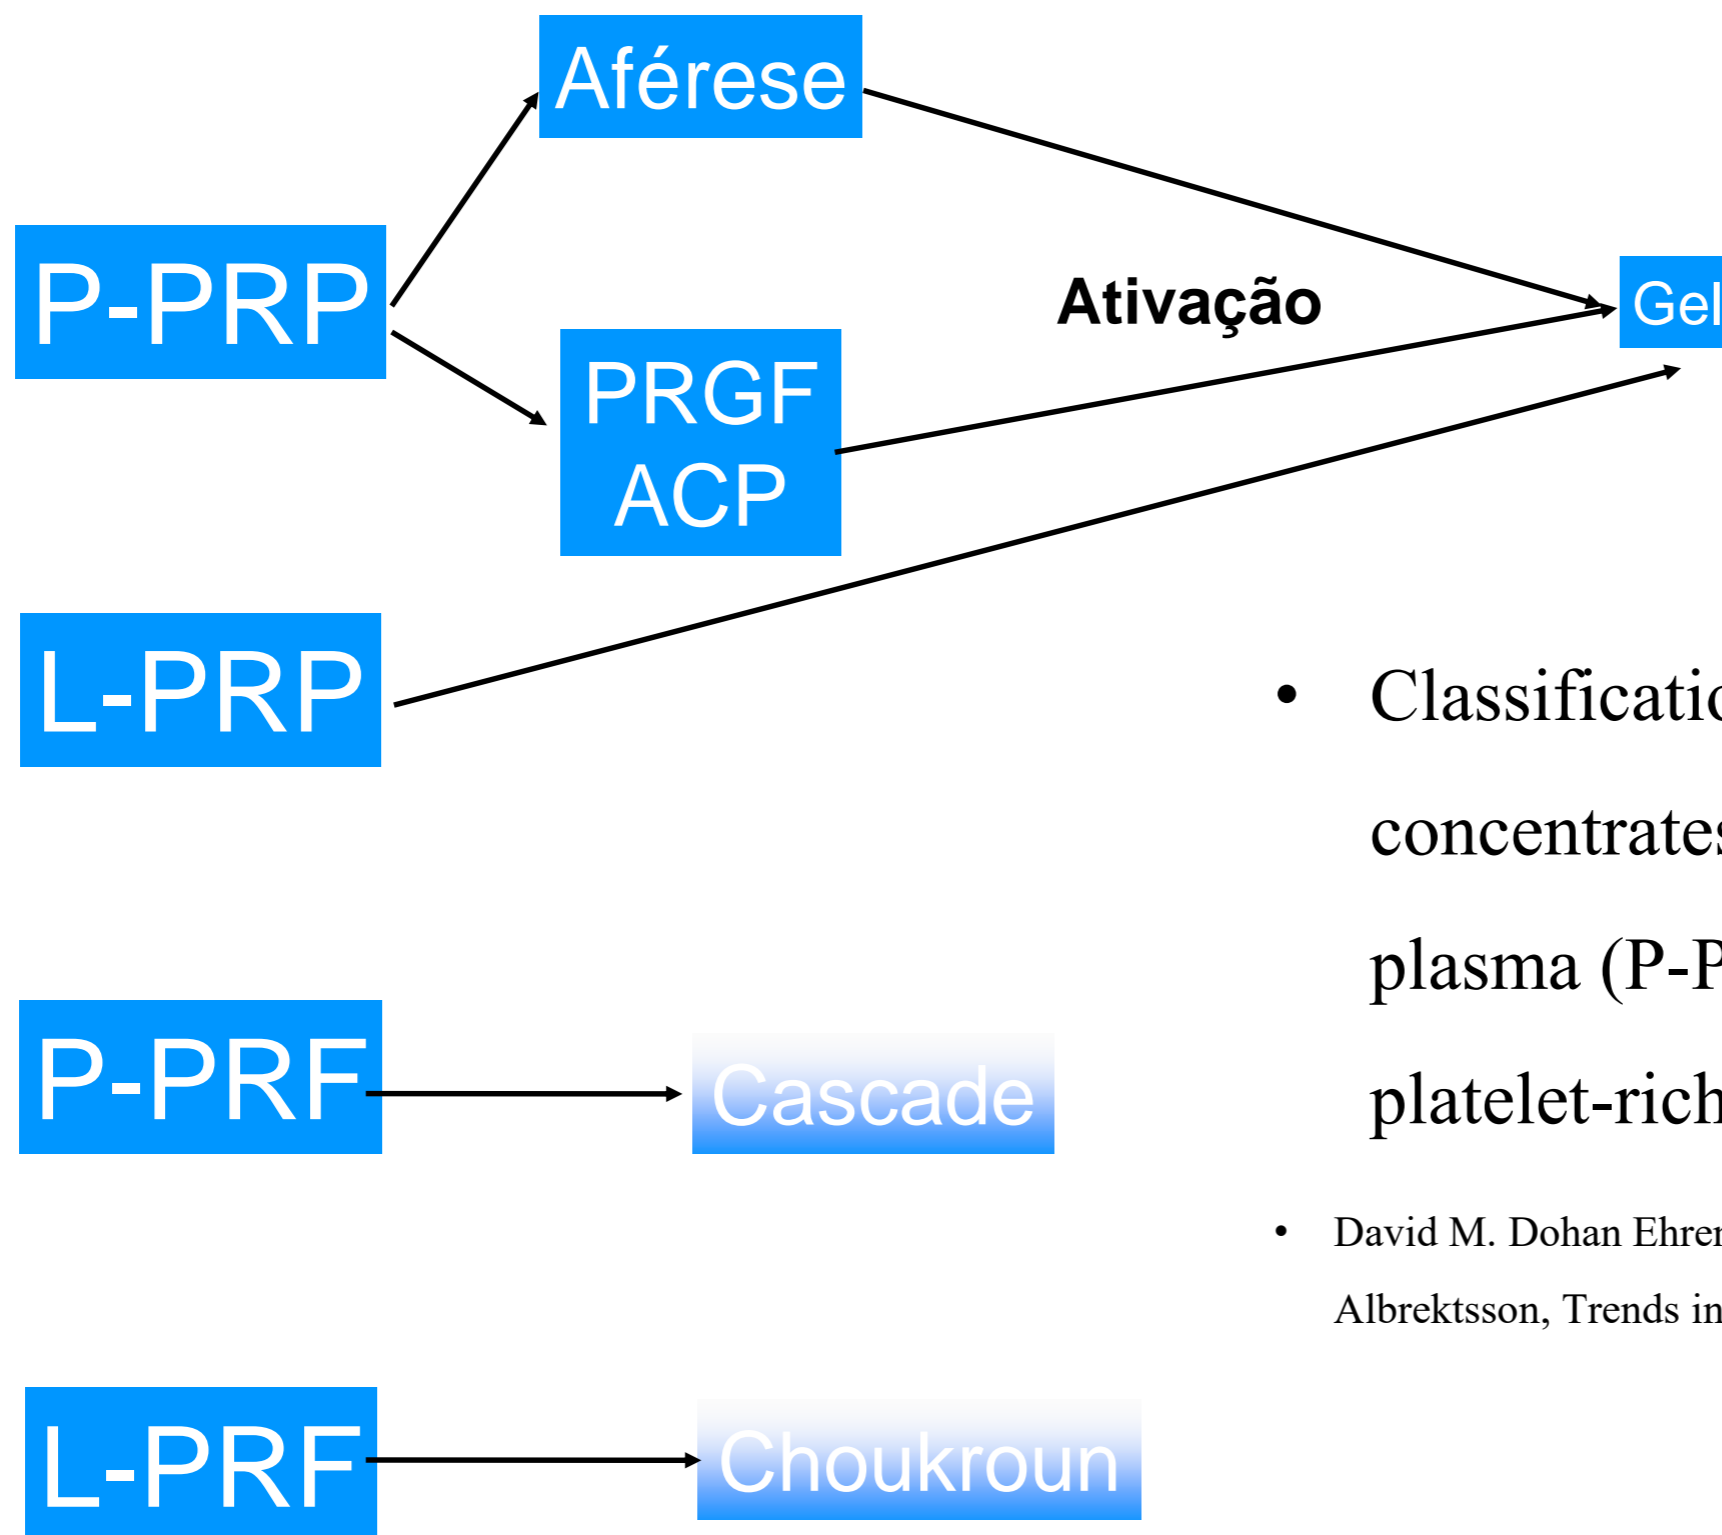 Aférese
P-PRP
Ativação
Gel
PRGF
ACP
L-PRP
• Classificatio
concentrates
plasma (P-P
platelet-rich
P-PRF
Cascade
• David M. Dohan Ehren
Albrektsson, Trends in
L-PRF
Choukroun